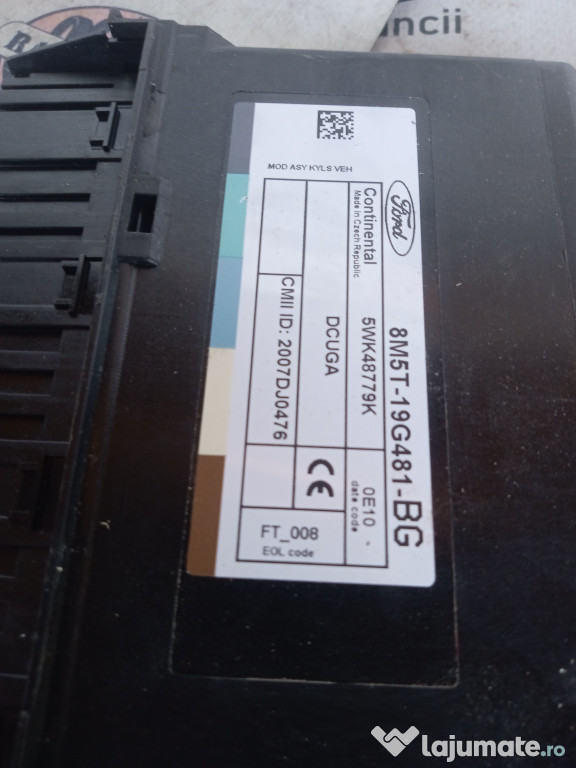 ıncii
MOD ASY KYLS VEH
Ford
8M5T-19G481-BG
Continental
Made in Czech Republic
5WK48779K
0E10 -
date code
DCUGA
CMII ID: 2007DJ0476
CE
FT_008
EOL code
lajumate.ro